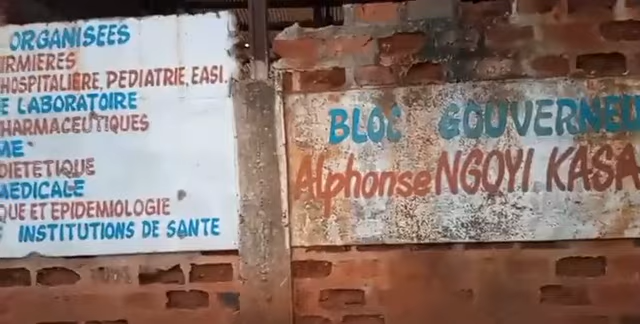 ORGANISEES
IRMIERES
HOSPITALIERE, PEDIATRIE, EASI.
E LABORATOIRE
HARMACEUTIQUES
ME
DIETETIQUE
MEDICALE
QUE ET EPIDEMIOLOGIE
INSTITUTIONS DE SANTE
BLOC GOUVERNEU
Alphonse NGOYI KASA